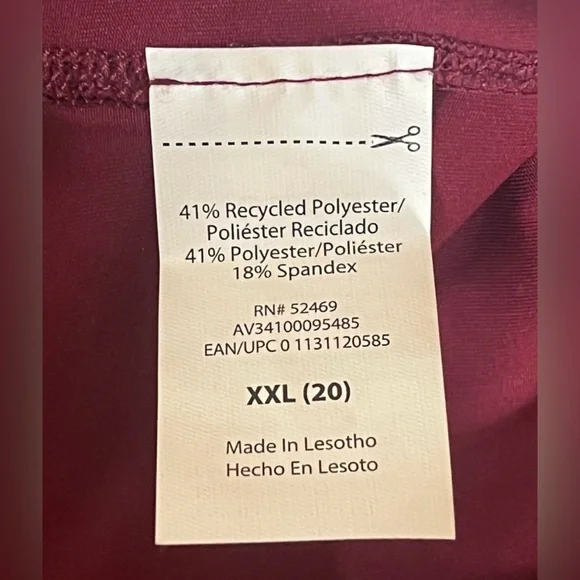 41% Recycled Polyester/
Poliéster Reciclado
41% Polyester/Poliéster
18% Spandex
RN# 52469
AV34100095485
EAN/UPC 0 1131120585
XXL (20)
Made In Lesotho
Hecho En Lesoto